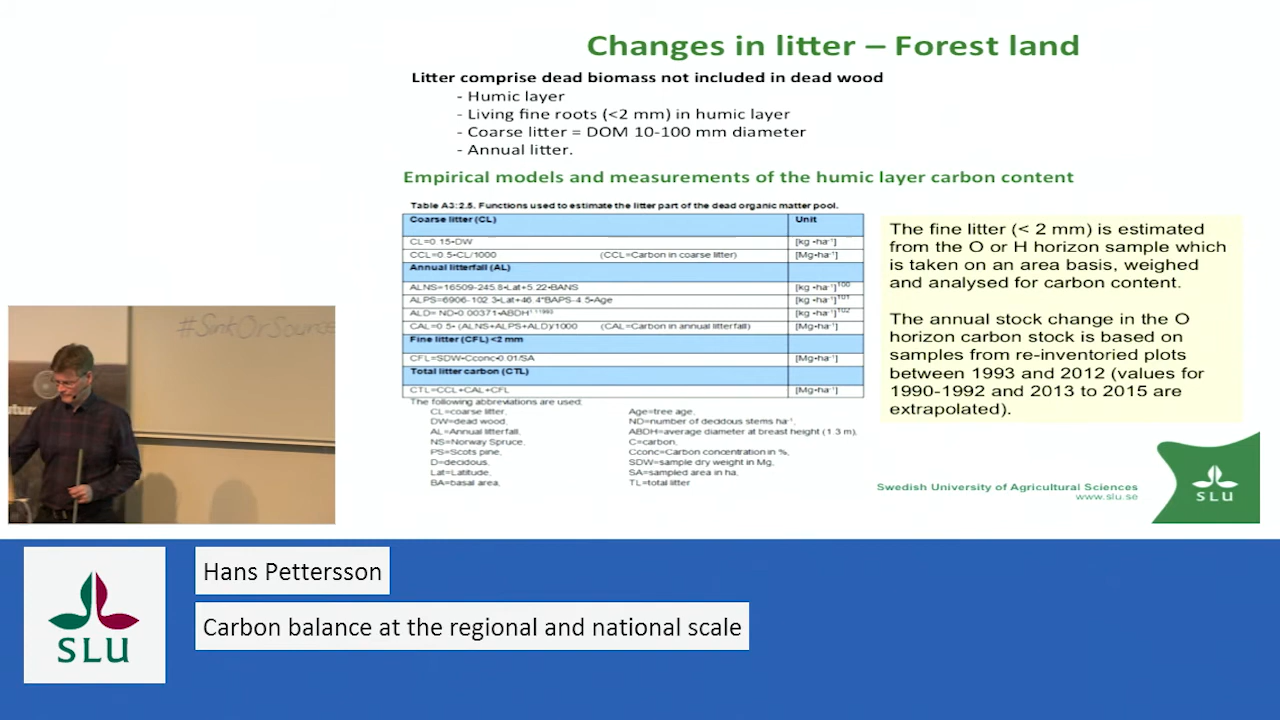 Changes in litter – Forest land
Litter comprise dead biomass not included in dead wood
- Humic layer
- Living fine roots (<2 mm) in humic layer
- Coarse litter = DOM 10-100 mm diameter
- Annual litter.
Empirical models and measurements of the humic layer carbon content
Table A3:2.5. Functions used to estimate the litter part of the dead organic matter pool.
Coarse litter (CL) Unit
CL=0.15•DW [kg •ha⁻¹]
CCL=0.5•CL/1000 (CCL=Carbon in coarse litter) [Mg•ha⁻¹]
Annual litterfall (AL)
ALNS=16509-245.8•Lat+5.22•BANS [kg •ha⁻¹]¹⁰⁰
ALPS=6906-102.3•Lat+46.4*BAPS-4.5•Age [kg •ha⁻¹]¹⁰¹
ALD= ND•0.00371•ABDH [kg •ha⁻¹]¹⁰²
CAL=0.5• (ALNS+ALPS+ALD)/1000 (CAL=Carbon in annual litterfall) [Mg•ha⁻¹]
Fine litter (CFL) <2 mm
CFL=SDW•Cconc•0.01/SA [Mg•ha⁻¹]
Total litter carbon (CTL)
CTL=CCL+CAL+CFL [Mg•ha⁻¹]
The following abbreviations are used:
CL=coarse litter, Age=tree age,
DW=dead wood, ND=number of decidous stems ha⁻¹,
AL=Annual litterfall, ABDH=average diameter at breast height (1.3 m),
NS=Norway Spruce, C=carbon,
PS=Scots pine, Cconc=Carbon concentration in %,
D=decidous, SDW=sample dry weight in Mg,
Lat=Latitude, SA=sampled area in ha,
BA=basal area, TL=total litter
The fine litter (< 2 mm) is estimated
from the O or H horizon sample which
is taken on an area basis, weighed
and analysed for carbon content.
The annual stock change in the O
horizon carbon stock is based on
samples from re-inventoried plots
between 1993 and 2012 (values for
1990-1992 and 2013 to 2015 are
extrapolated).
Swedish University of Agricultural Sciences
www.slu.se
SLU
#SinkOrSource
Hans Pettersson
Carbon balance at the regional and national scale
SLU